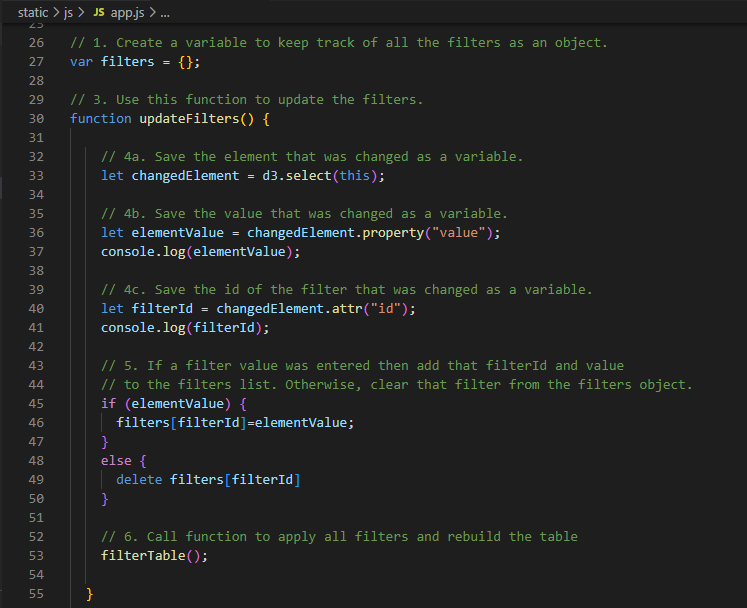 static > js > JS app.js > ...
25
26 // 1. Create a variable to keep track of all the filters as an object.
27 var filters = {};
28
29 // 3. Use this function to update the filters.
30 function updateFilters() {
31
32 // 4a. Save the element that was changed as a variable.
33 let changedElement = d3.select(this);
34
35 // 4b. Save the value that was changed as a variable.
36 let elementValue = changedElement.property("value");
37 console.log(elementValue);
38
39 // 4c. Save the id of the filter that was changed as a variable.
40 let filterId = changedElement.attr("id");
41 console.log(filterId);
42
43 // 5. If a filter value was entered then add that filterId and value
44 // to the filters list. Otherwise, clear that filter from the filters object.
45 if (elementValue) {
46 filters[filterId]=elementValue;
47 }
48 else {
49 delete filters[filterId]
50 }
51
52 // 6. Call function to apply all filters and rebuild the table
53 filterTable();
54
55 }